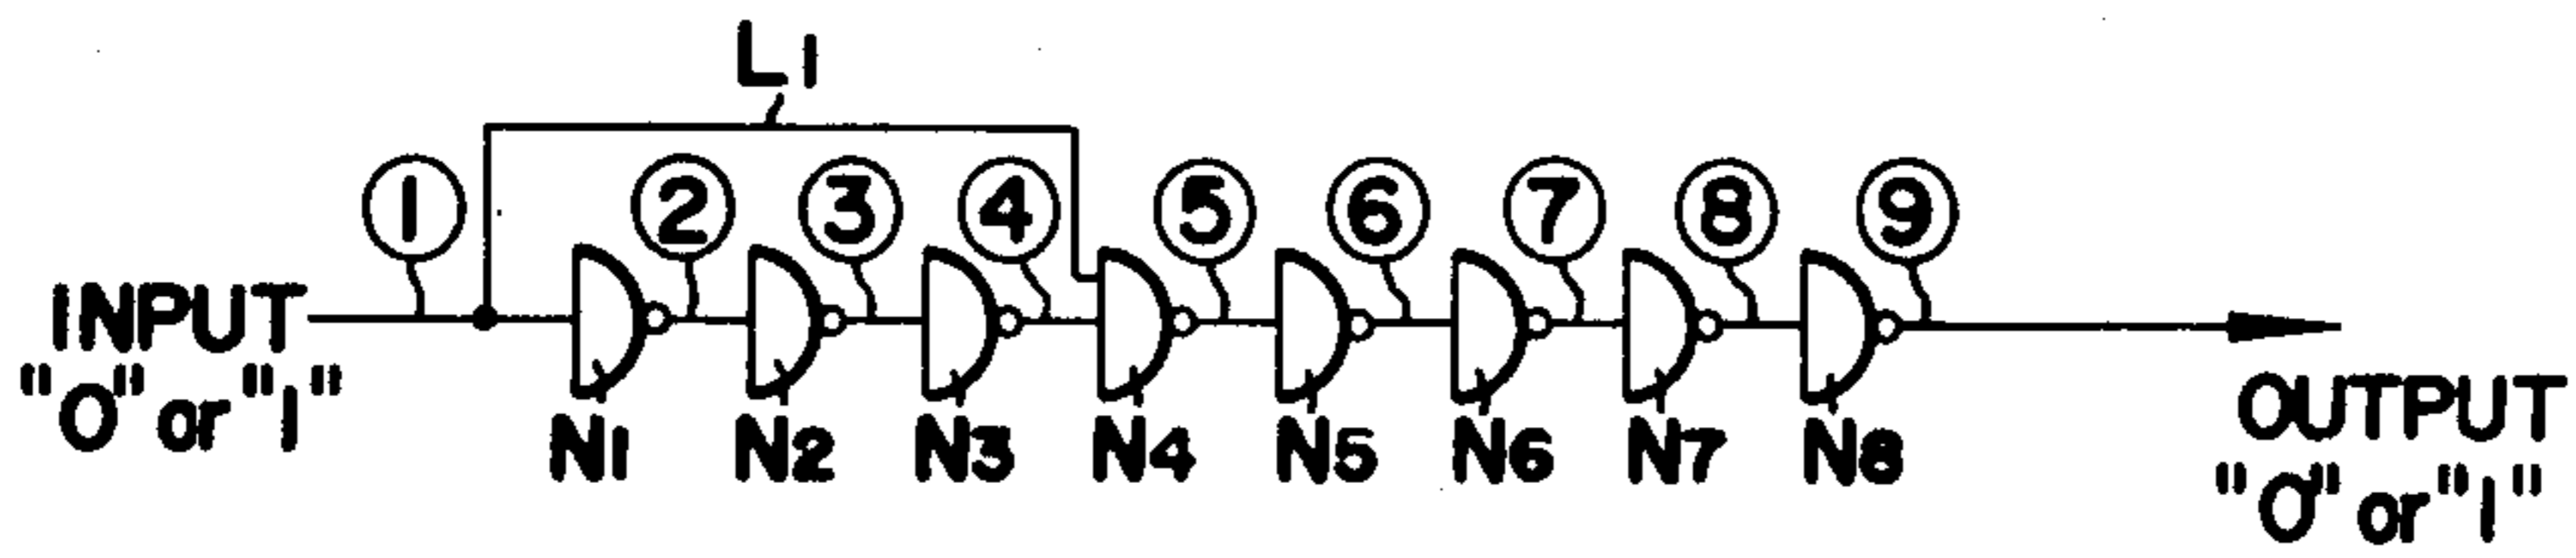 L1
① ② ③ ④ ⑤ ⑥ ⑦ ⑧ ⑨
INPUT
"0" or "1"
N1 N2 N3 N4 N5 N6 N7 N8
OUTPUT
"0" or "1"